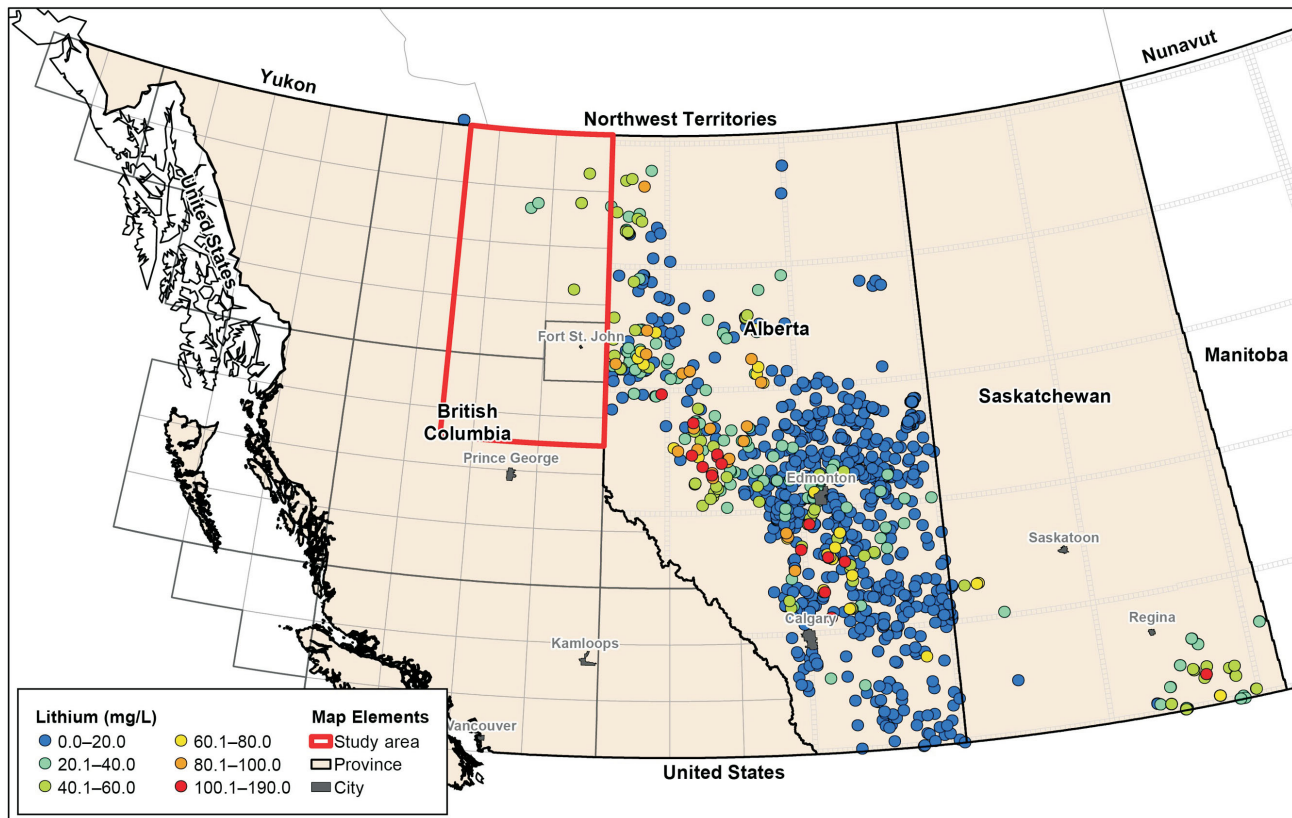 Nunavut
Yukon
Northwest Territories
United States
Alberta
Fort St. John
Manitoba
Saskatchewan
British
Columbia
Prince George
Edmonton
Saskatoon
Calgary
Regina
Kamloops
Vancouver
United States
Lithium (mg/L)
0.0–20.0
20.1–40.0
40.1–60.0
60.1–80.0
80.1–100.0
100.1–190.0
Map Elements
Study area
Province
City